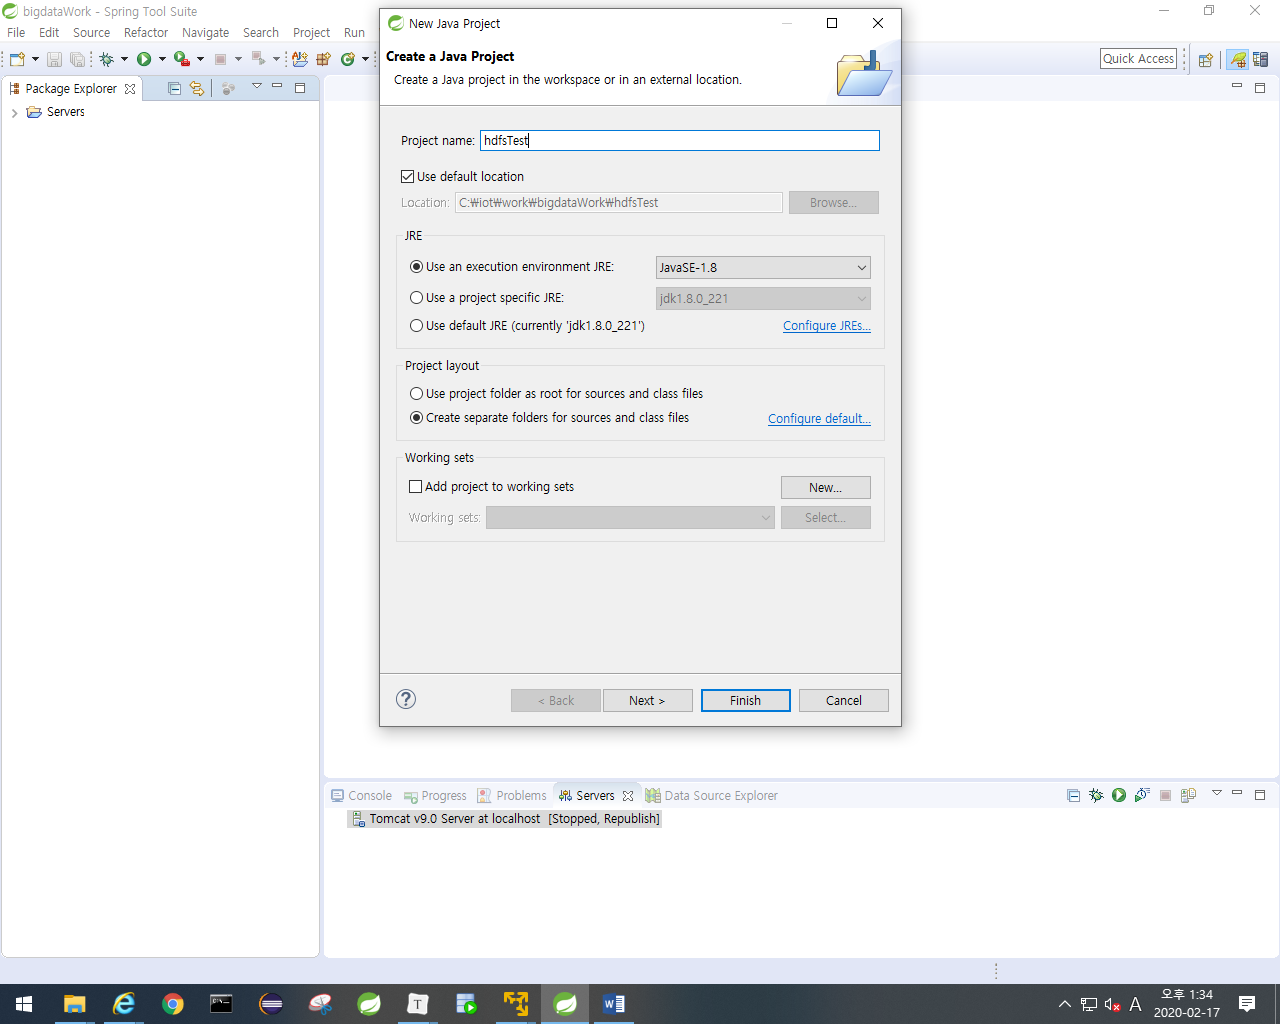 bigdataWork - Spring Tool Suite
File Edit Source Refactor Navigate Search Project Run
Quick Access
Package Explorer
Servers
New Java Project
Create a Java Project
Create a Java project in the workspace or in an external location.
Project name: hdfsTest
Use default location
Location: C:₩iot₩work₩bigdataWork₩hdfsTest Browse...
JRE
Use an execution environment JRE: JavaSE-1.8
Use a project specific JRE: jdk1.8.0_221
Use default JRE (currently 'jdk1.8.0_221') Configure JREs...
Project layout
Use project folder as root for sources and class files
Create separate folders for sources and class files Configure default...
Working sets
Add project to working sets New...
Working sets: Select...
< Back Next > Finish Cancel
Console Progress Problems Servers Data Source Explorer
Tomcat v9.0 Server at localhost [Stopped, Republish]
A 오후 1:34
2020-02-17